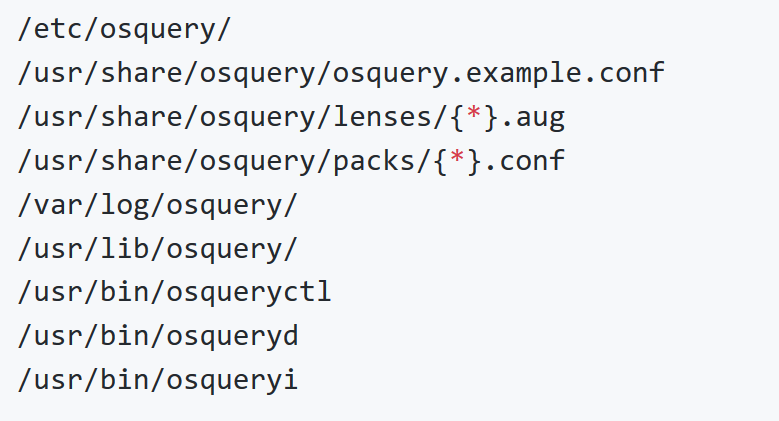 /etc/osquery/
/usr/share/osquery/osquery.example.conf
/usr/share/osquery/lenses/{*}.aug
/usr/share/osquery/packs/{*}.conf
/var/log/osquery/
/usr/lib/osquery/
/usr/bin/osqueryctl
/usr/bin/osqueryd
/usr/bin/osqueryi